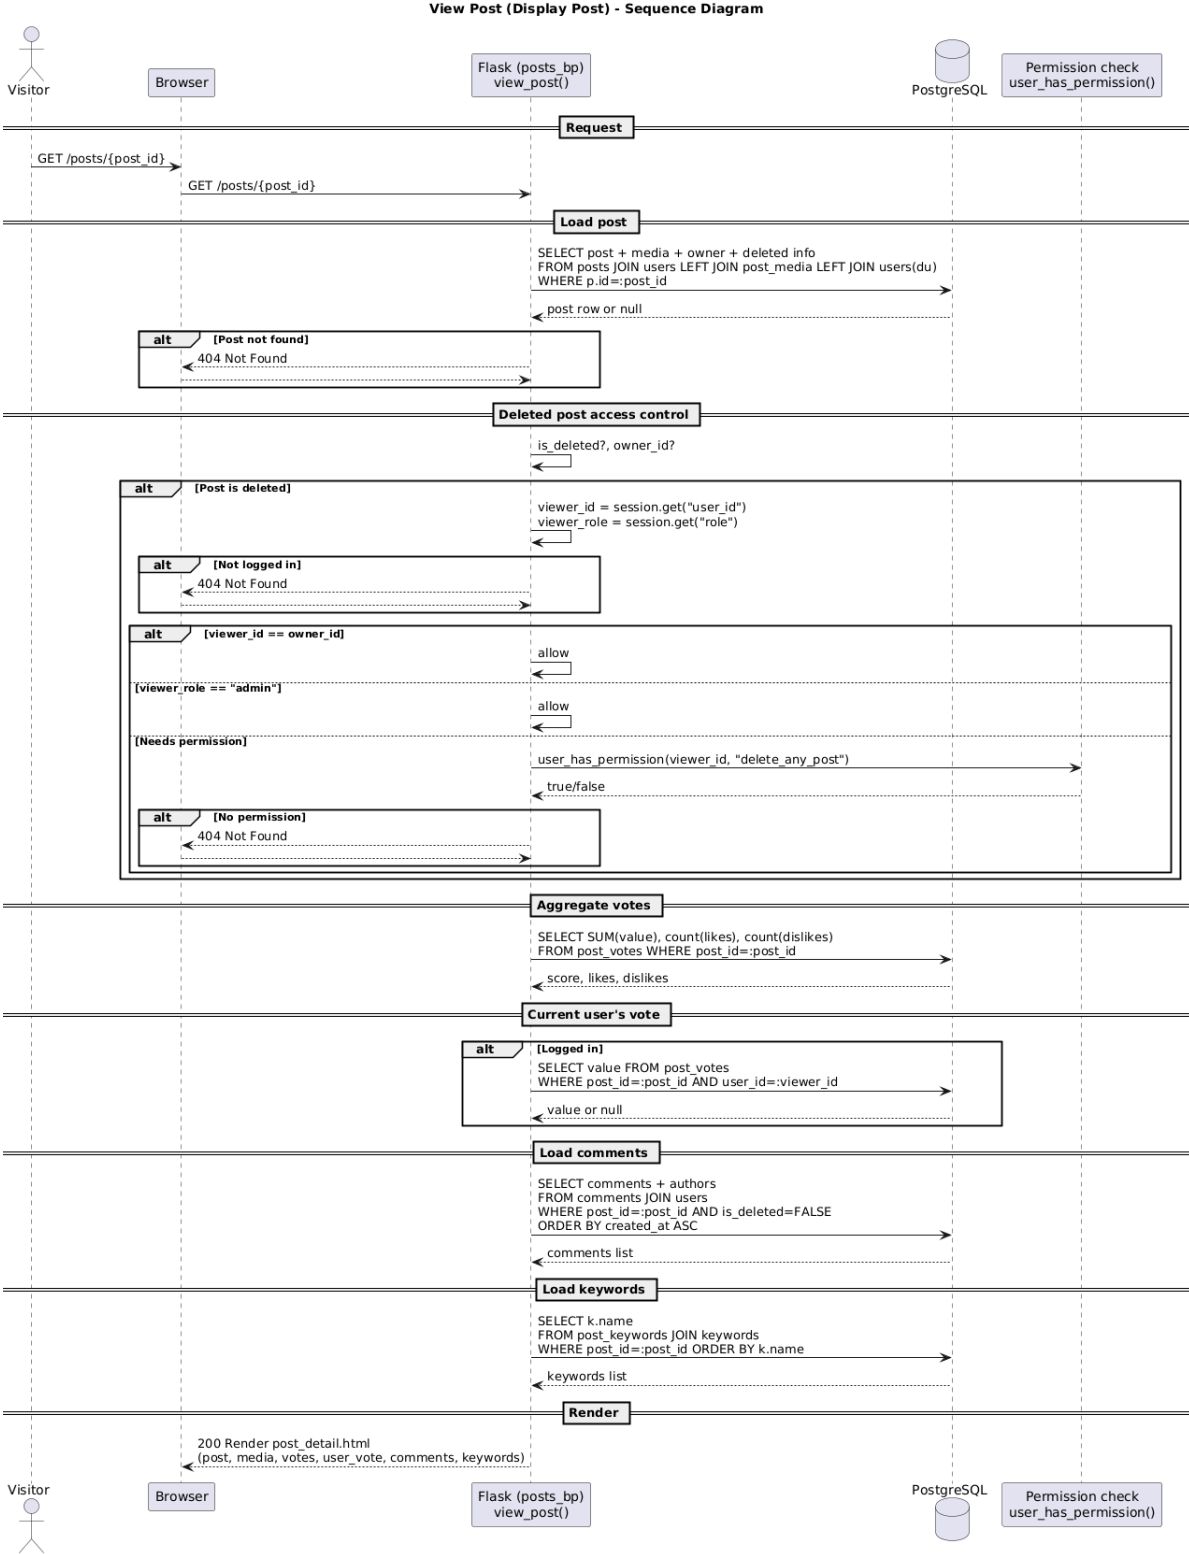 View Post (Display Post) - Sequence Diagram
Visitor
Browser
Flask (posts_bp)
view_post()
PostgreSQL
Permission check
user_has_permission()
Request
GET /posts/{post_id}
GET /posts/{post_id}
Load post
SELECT post + media + owner + deleted info
FROM posts JOIN users LEFT JOIN post_media LEFT JOIN users(du)
WHERE p.id=:post_id
post row or null
alt [Post not found]
404 Not Found
Deleted post access control
is_deleted?, owner_id?
alt [Post is deleted]
viewer_id = session.get("user_id")
viewer_role = session.get("role")
alt [Not logged in]
404 Not Found
alt [viewer_id == owner_id]
allow
[viewer_role == "admin"]
allow
[Needs permission]
user_has_permission(viewer_id, "delete_any_post")
true/false
alt [No permission]
404 Not Found
Aggregate votes
SELECT SUM(value), count(likes), count(dislikes)
FROM post_votes WHERE post_id=:post_id
score, likes, dislikes
Current user's vote
alt [Logged in]
SELECT value FROM post_votes
WHERE post_id=:post_id AND user_id=:viewer_id
value or null
Load comments
SELECT comments + authors
FROM comments JOIN users
WHERE post_id=:post_id AND is_deleted=FALSE
ORDER BY created_at ASC
comments list
Load keywords
SELECT k.name
FROM post_keywords JOIN keywords
WHERE post_id=:post_id ORDER BY k.name
keywords list
Render
200 Render post_detail.html
(post, media, votes, user_vote, comments, keywords)
Visitor
Browser
Flask (posts_bp)
view_post()
PostgreSQL
Permission check
user_has_permission()